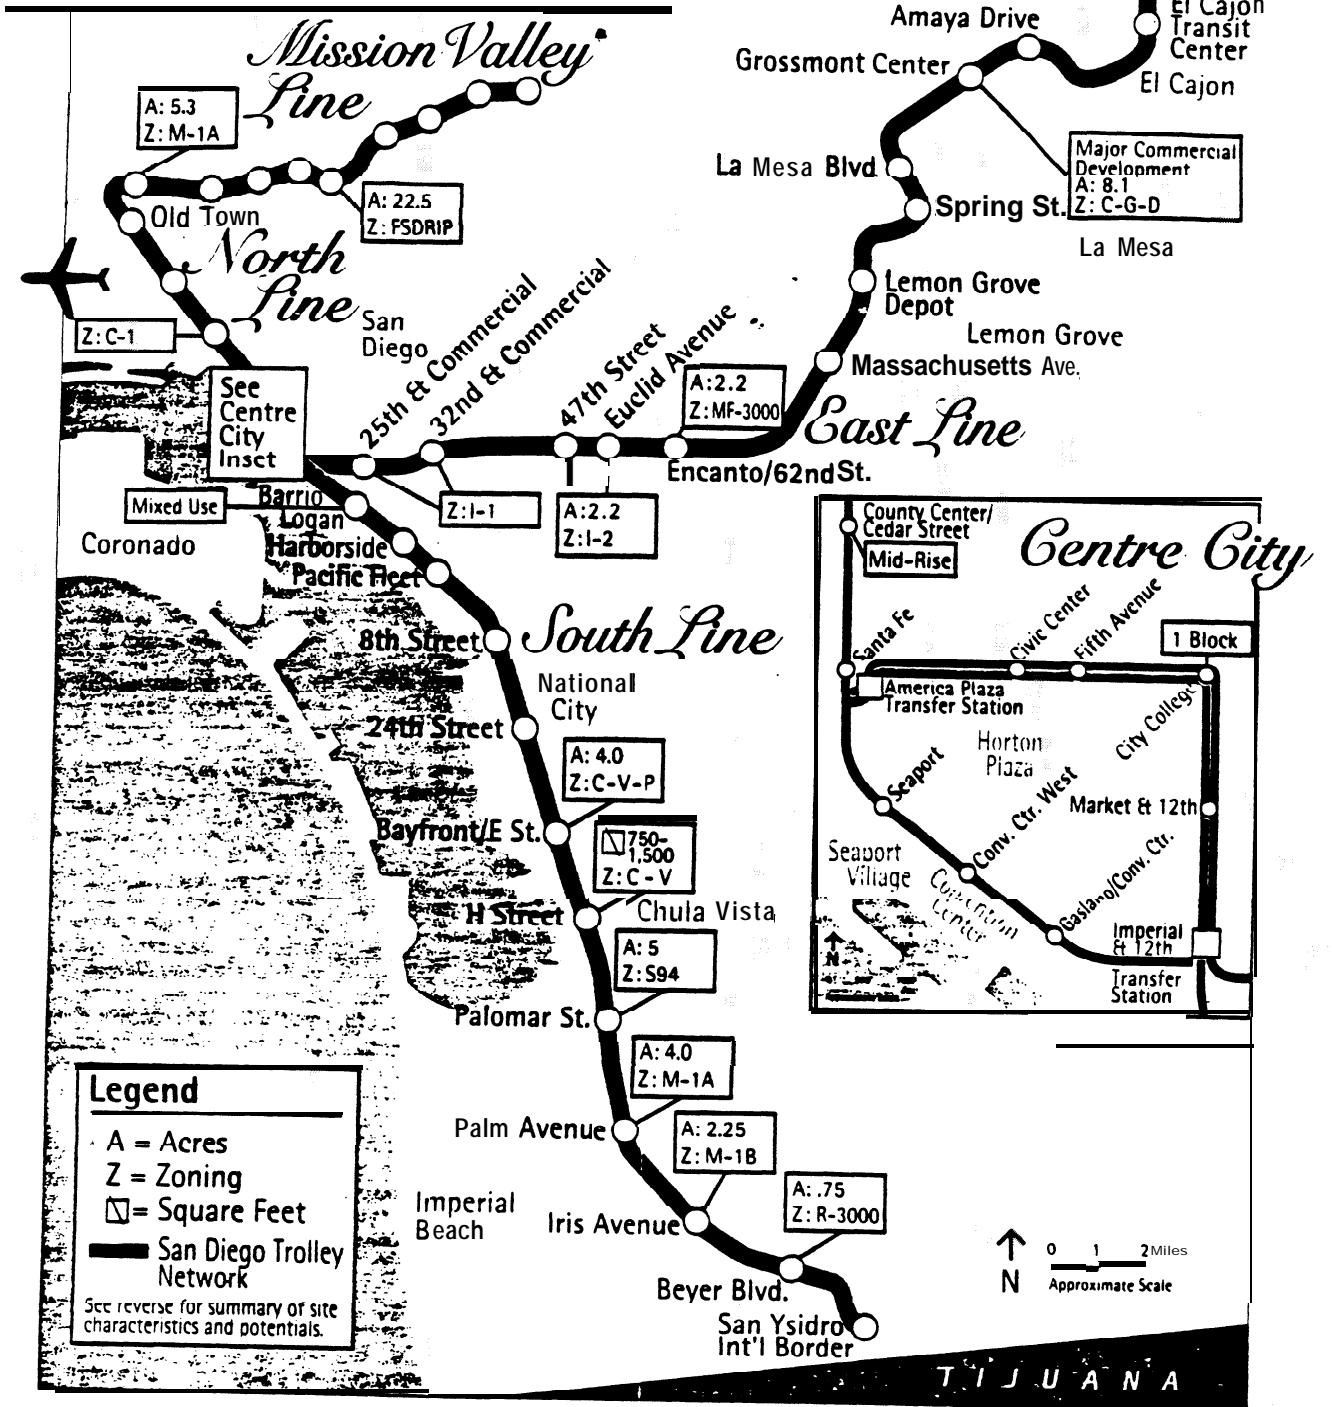 Mission Valley
Line
A: 5.3
Z: M-1A
Old Town
A: 22.5
Z: FSDRIP
North
Line
Z: C-1
San
Diego
See
Centre
City
Inset
25th & Commercial
32nd & Commercial
47th Street
Euclid Avenue
A:2.2
Z:MF-3000
Encanto/62nd St.
Z:I-1
A:2.2
Z:I-2
East Line
Amaya Drive
Grossmont Center
El Cajon
Transit
Center
El Cajon
Major Commercial
Development
A: 8.1
Z: C-G-D
La Mesa Blvd
Spring St.
La Mesa
Lemon Grove
Depot
Lemon Grove
Massachusetts Ave.
Mixed Use
Barrio
Logan
Coronado
Harborside
Pacific Fleet
8th Street
South Line
National
City
24th Street
A: 4.0
Z:C-V-P
Bayfront/E St.
750-
1,500
Z: C-V
H Street
Chula Vista
A: 5
Z: S94
Palomar St.
A: 4.0
Z: M-1A
Palm Avenue
A: 2.25
Z: M-1B
Imperial
Beach
Iris Avenue
A: .75
Z: R-3000
Beyer Blvd.
San Ysidro
Int'l Border
TIJUANA
Centre City
County Center/
Cedar Street
Mid-Rise
Santa Fe
Civic Center
Fifth Avenue
1 Block
America Plaza
Transfer Station
City College
Horton
Plaza
Seaport
Conv. Ctr. West
Market & 12th
Seaport
Village
Convention
Center
Gaslamp/Conv. Ctr.
Imperial
& 12th
Transfer
Station
N
Legend
A = Acres
Z = Zoning
= Square Feet
San Diego Trolley
Network
See reverse for summary of site
characteristics and potentials.
N
0 1 2 Miles
Approximate Scale